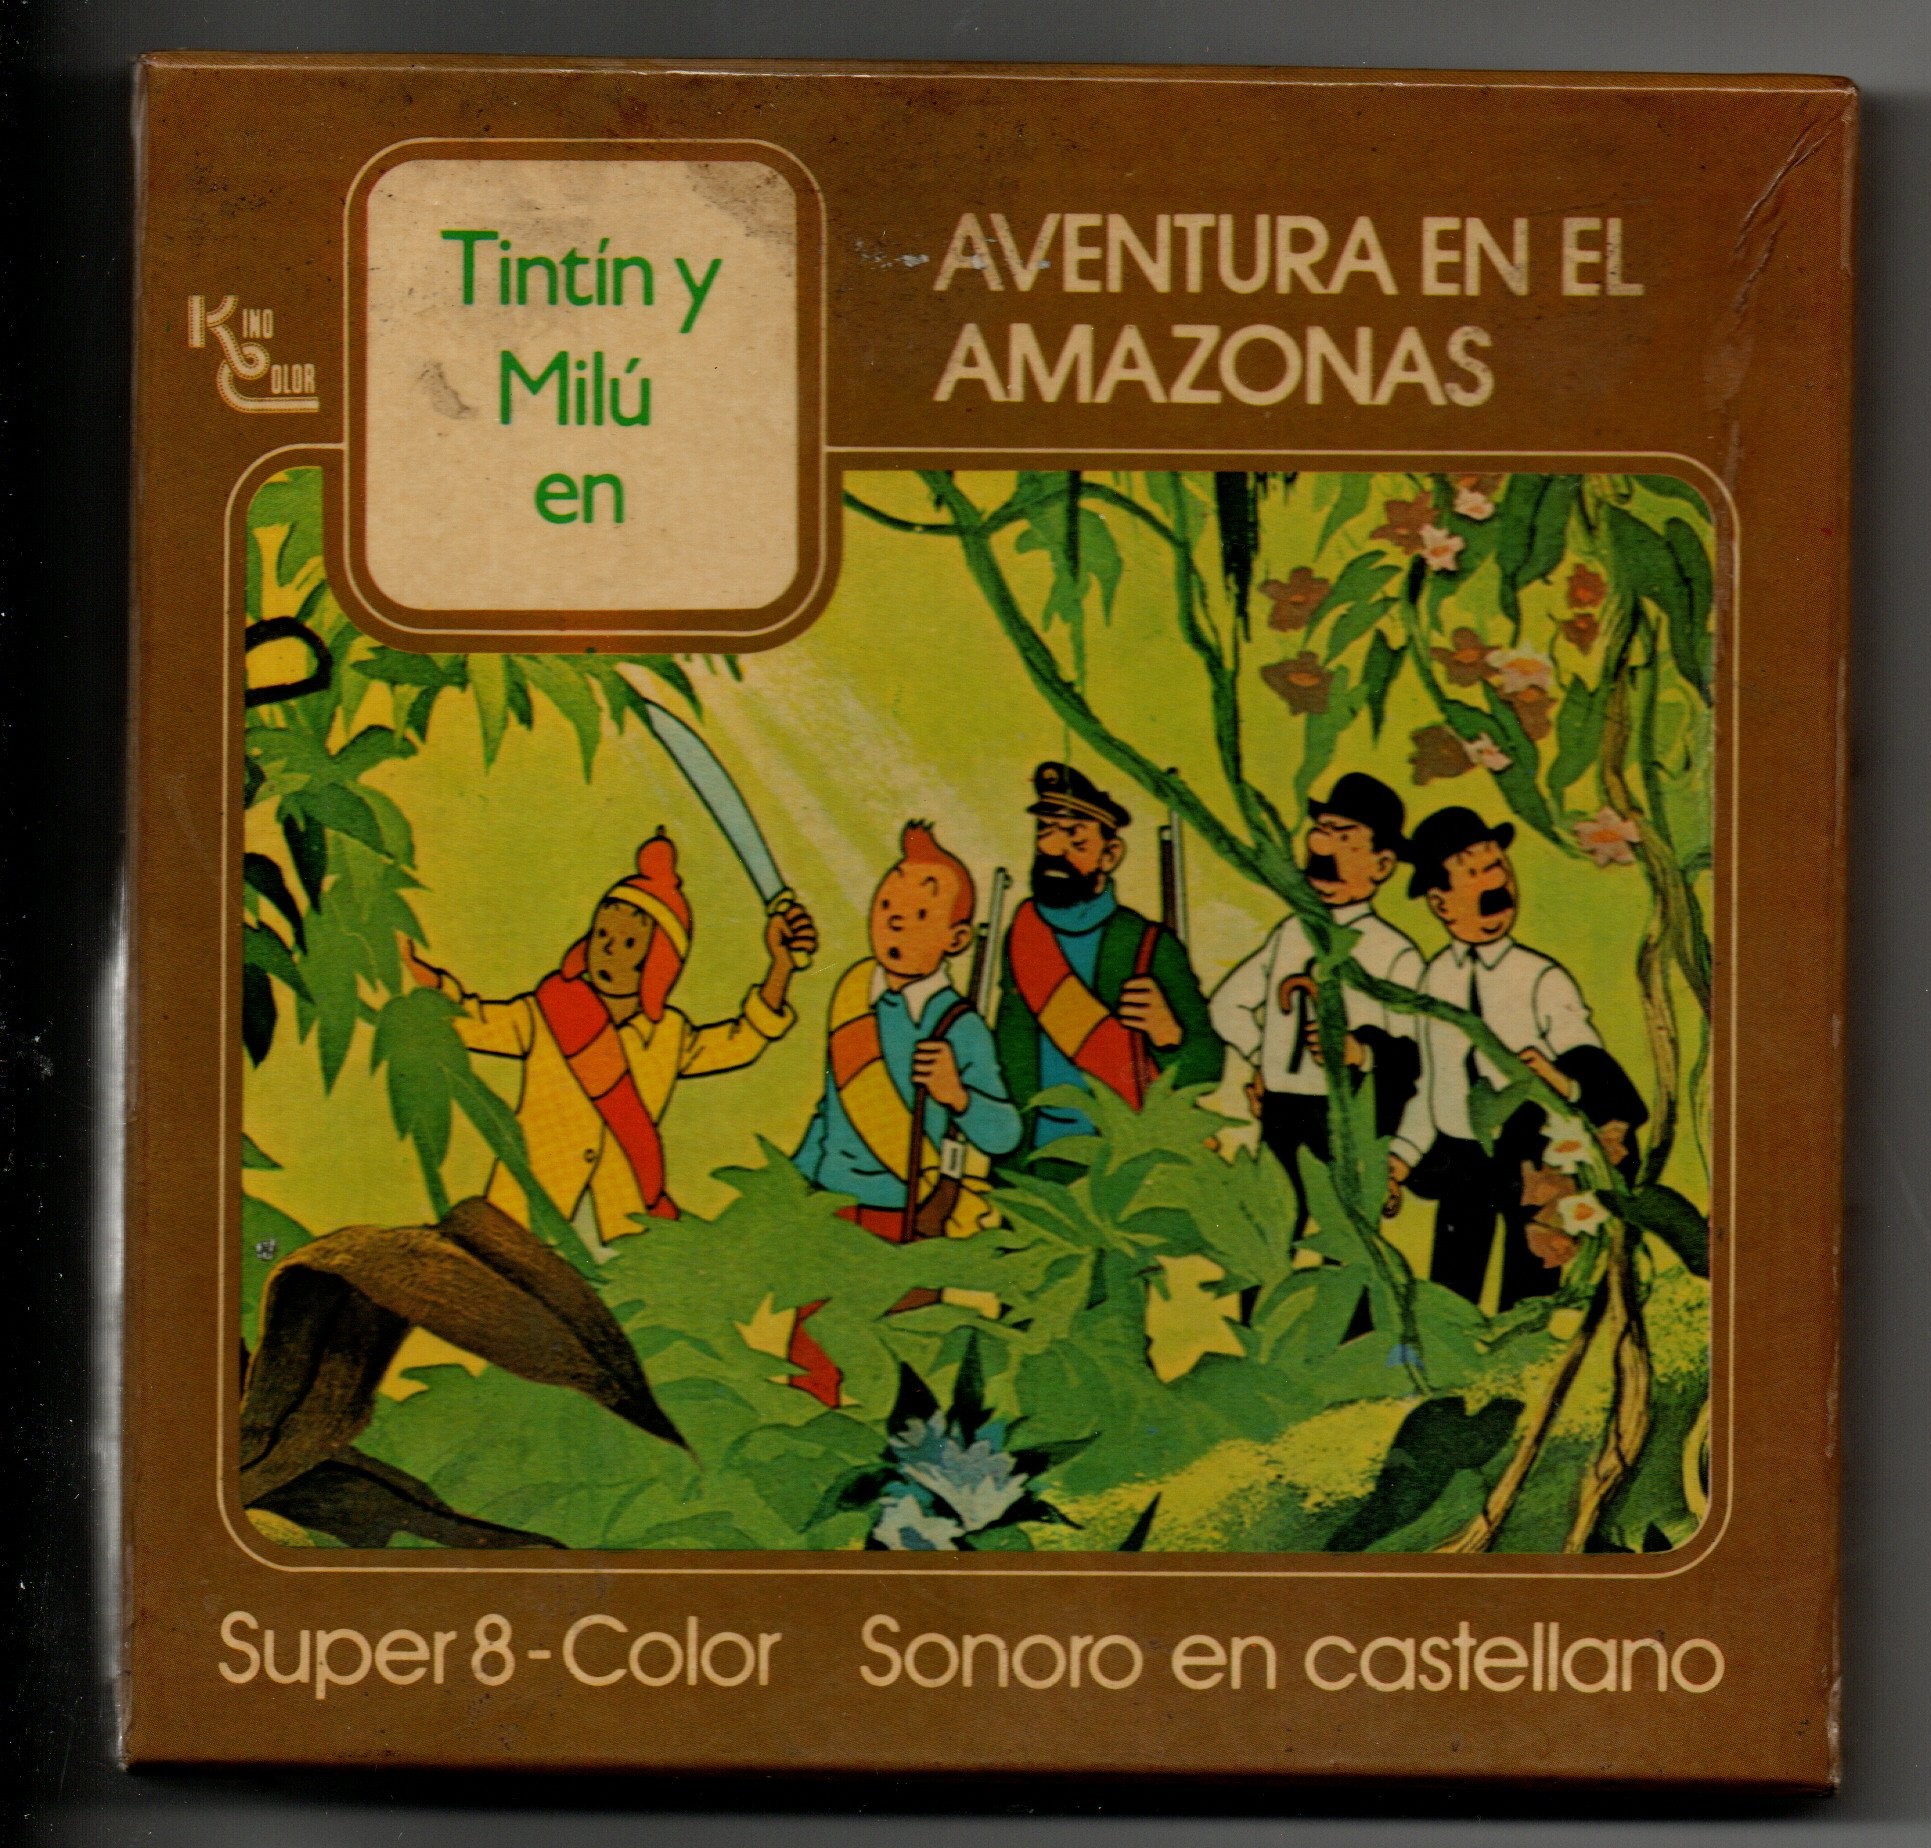 Tintín y
Milú
en
AVENTURA EN EL
AMAZONAS
KINO
COLOR
Super 8 - Color Sonoro en castellano